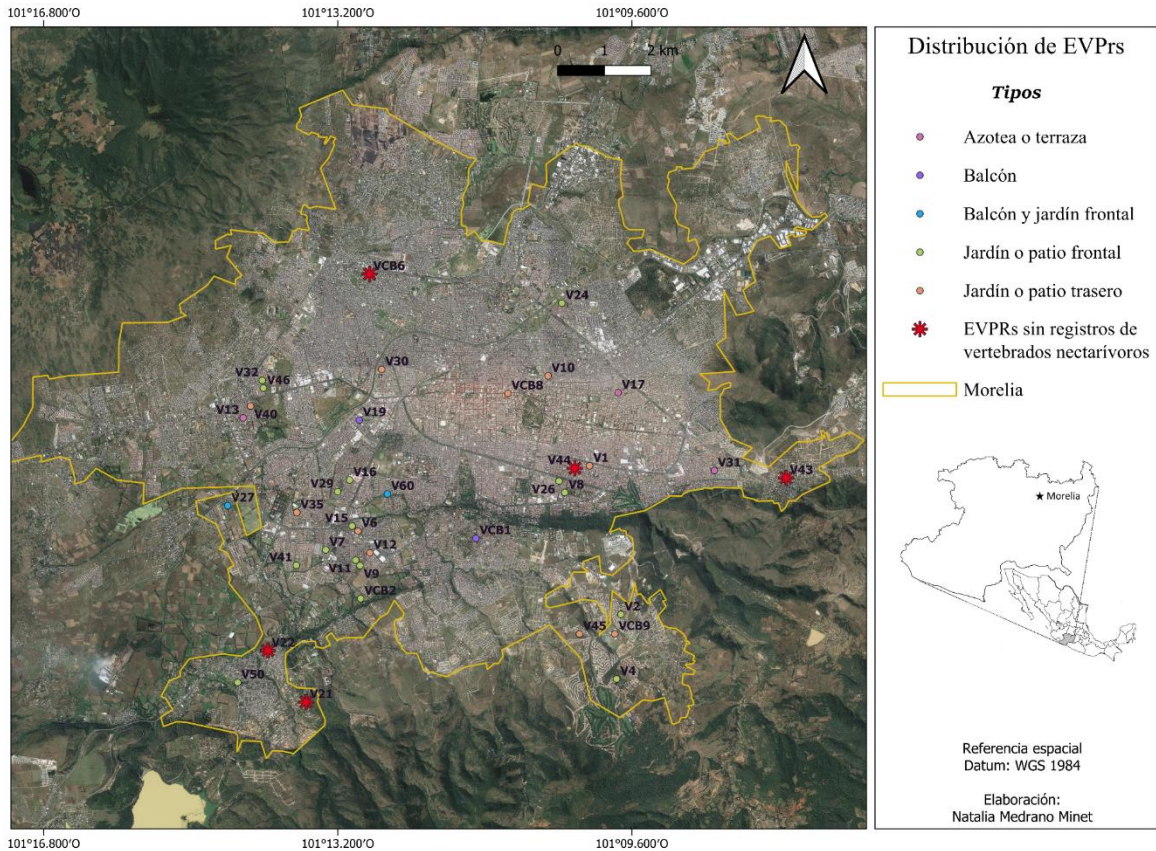 101°16.800'O
101°13.200'O
101°09.600'O
0 1 2 km
VCB6
V24
V30
V10
V32
V46
VCB8
V17
V40
V13
V19
V44
V1
V31
V43
V16
V29
V26
V8
V60
V27
V35
V15
V6
VCB1
V7
V12
V41
V11
V9
VCB2
V2
V45
VCB9
V22
V4
V50
V21
101°16.800'O
101°13.200'O
101°09.600'O
Distribución de EVPrs
Tipos
Azotea o terraza
Balcón
Balcón y jardín frontal
Jardín o patio frontal
Jardín o patio trasero
EVPRs sin registros de
vertebrados nectarívoros
Morelia
Morelia
Referencia espacial
Datum: WGS 1984
Elaboración:
Natalia Medrano Minet